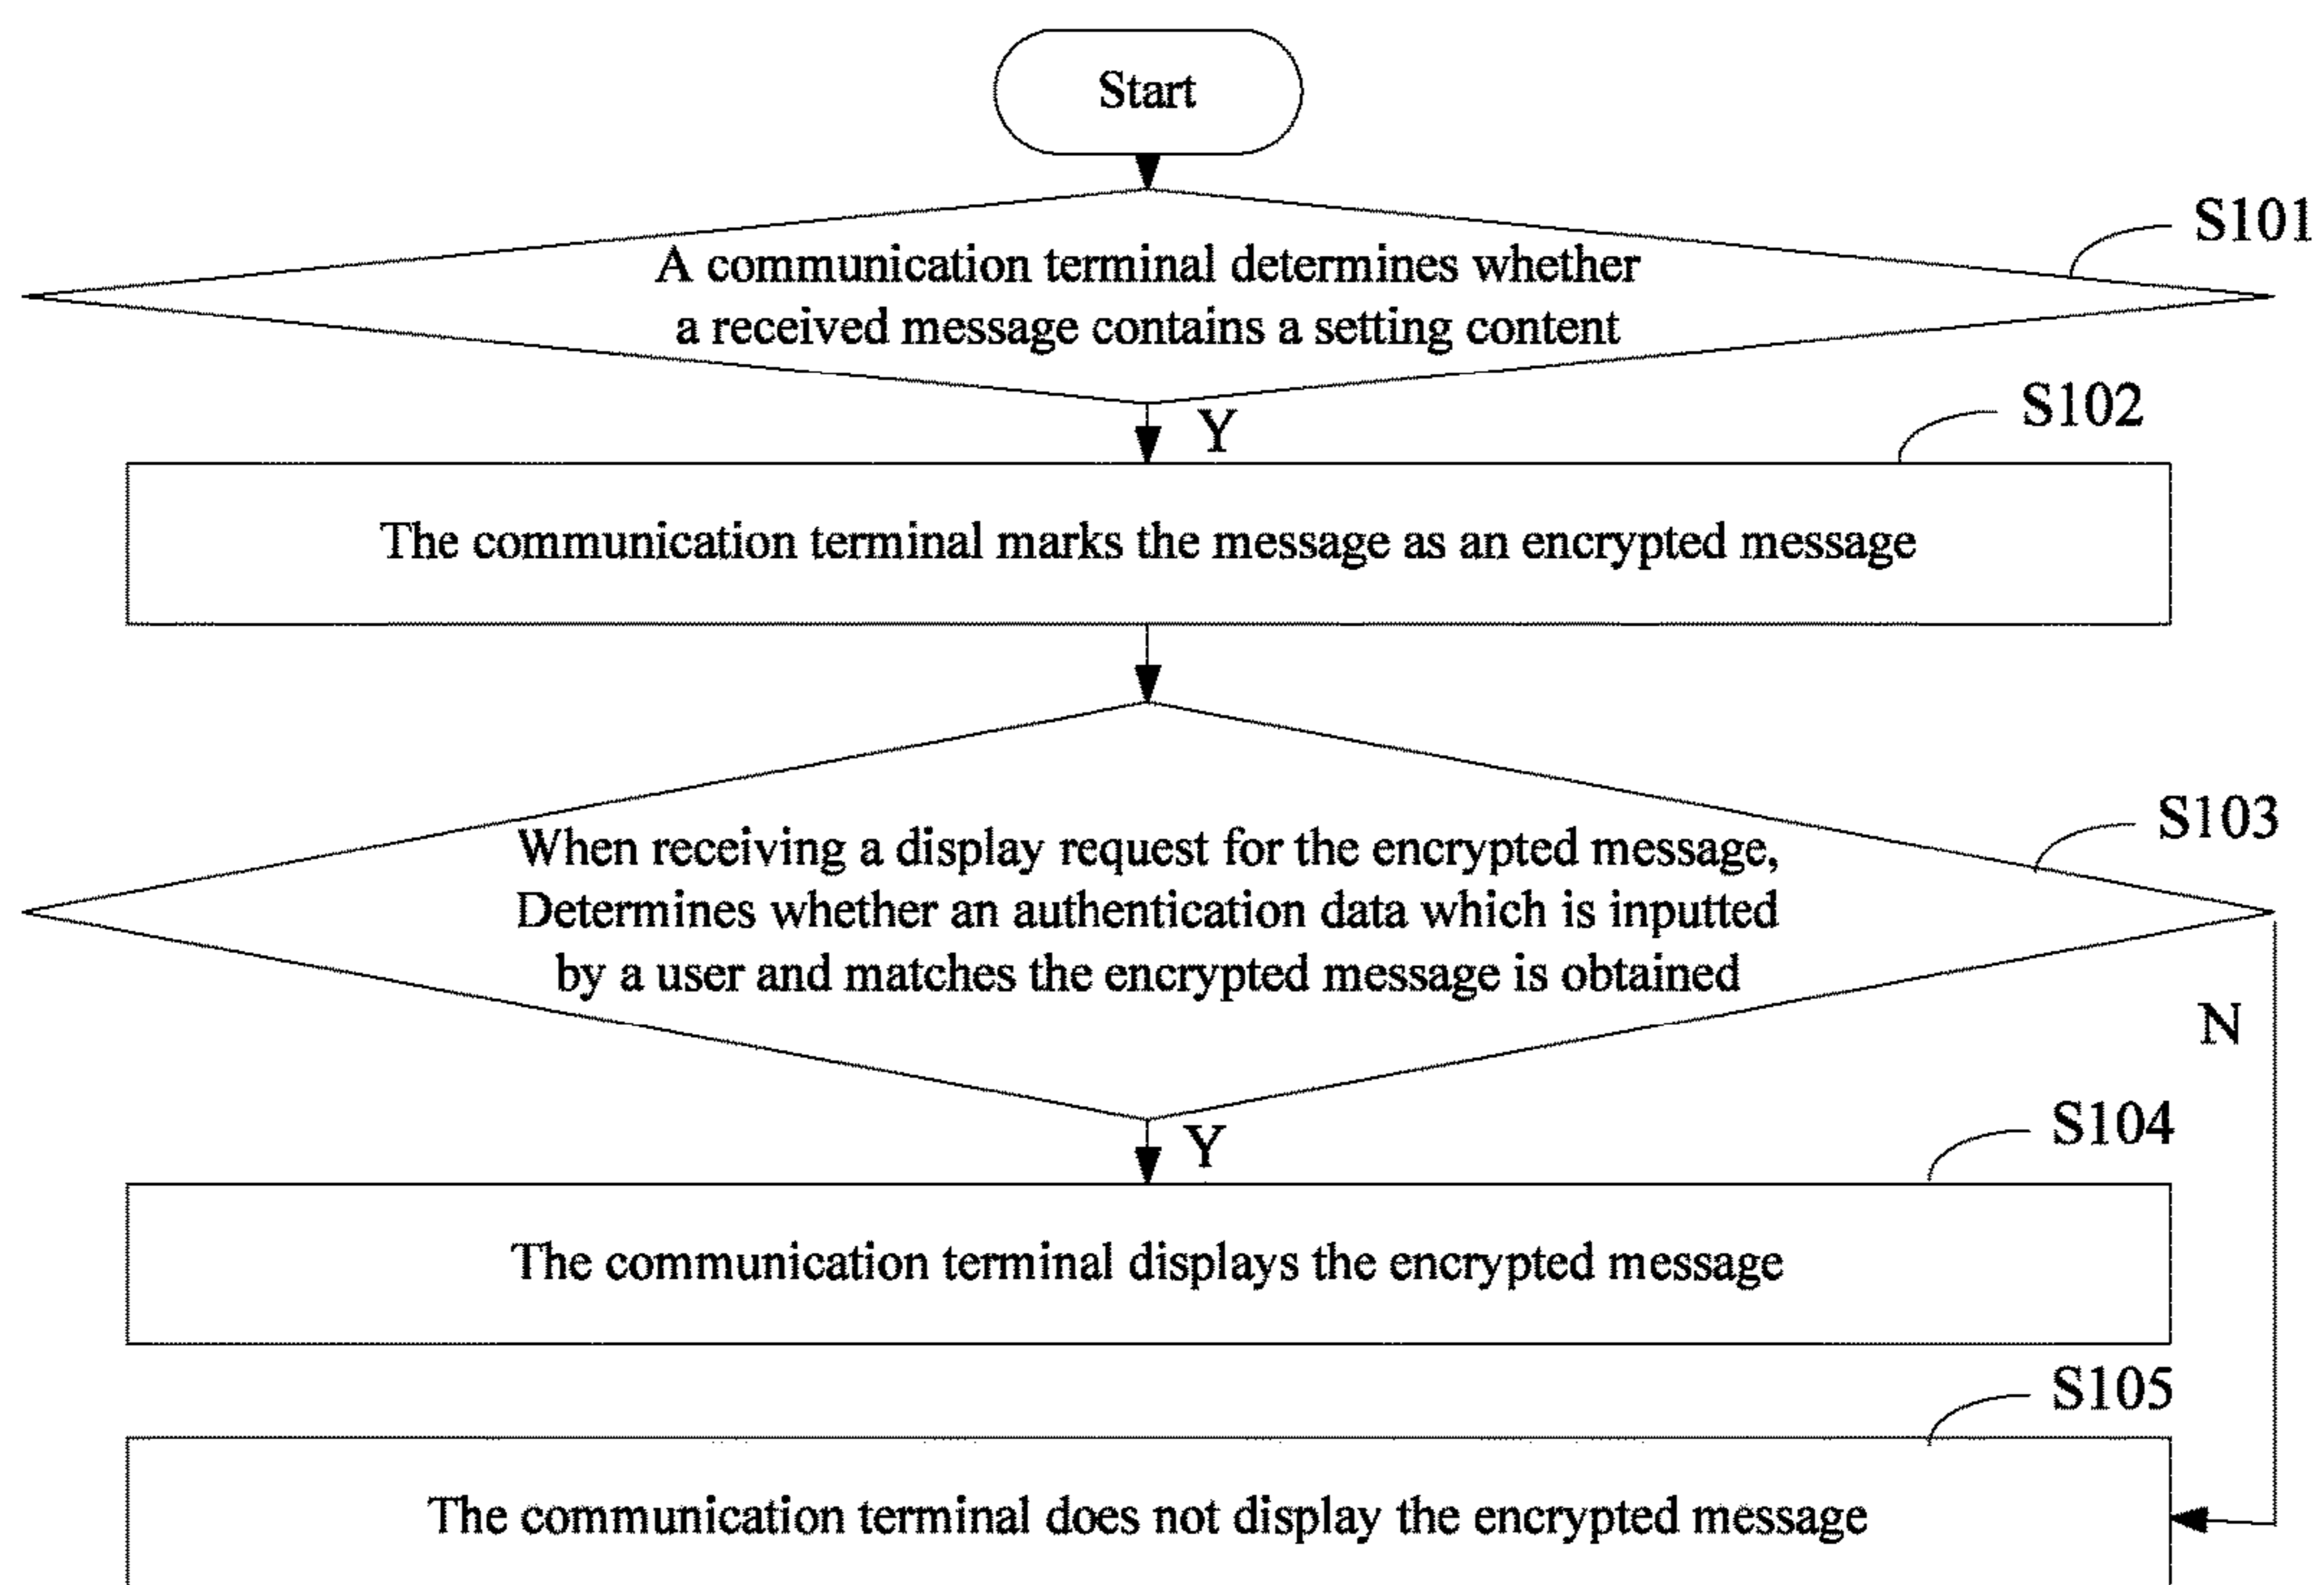 Start
S101
A communication terminal determines whether
a received message contains a setting content
Y
S102
The communication terminal marks the message as an encrypted message
S103
When receiving a display request for the encrypted message,
Determines whether an authentication data which is inputted
by a user and matches the encrypted message is obtained
N
Y
S104
The communication terminal displays the encrypted message
S105
The communication terminal does not display the encrypted message